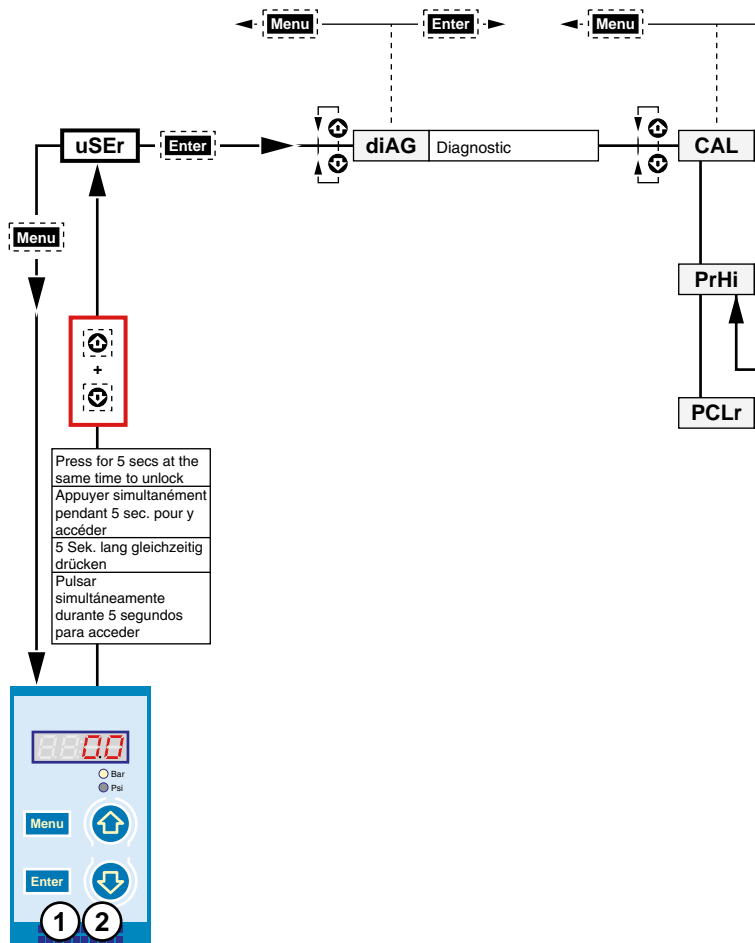 Menu
Enter
Menu
uSEr
Enter
diAG
Diagnostic
CAL
Menu
PrHi
+
PCLr
Press for 5 secs at the
same time to unlock
Appuyer simultanément
pendant 5 sec. pour y
accéder
5 Sek. lang gleichzeitig
drücken
Pulsar
simultáneamente
durante 5 segundos
para acceder
0.0
Bar
Psi
Menu
Enter
1
2